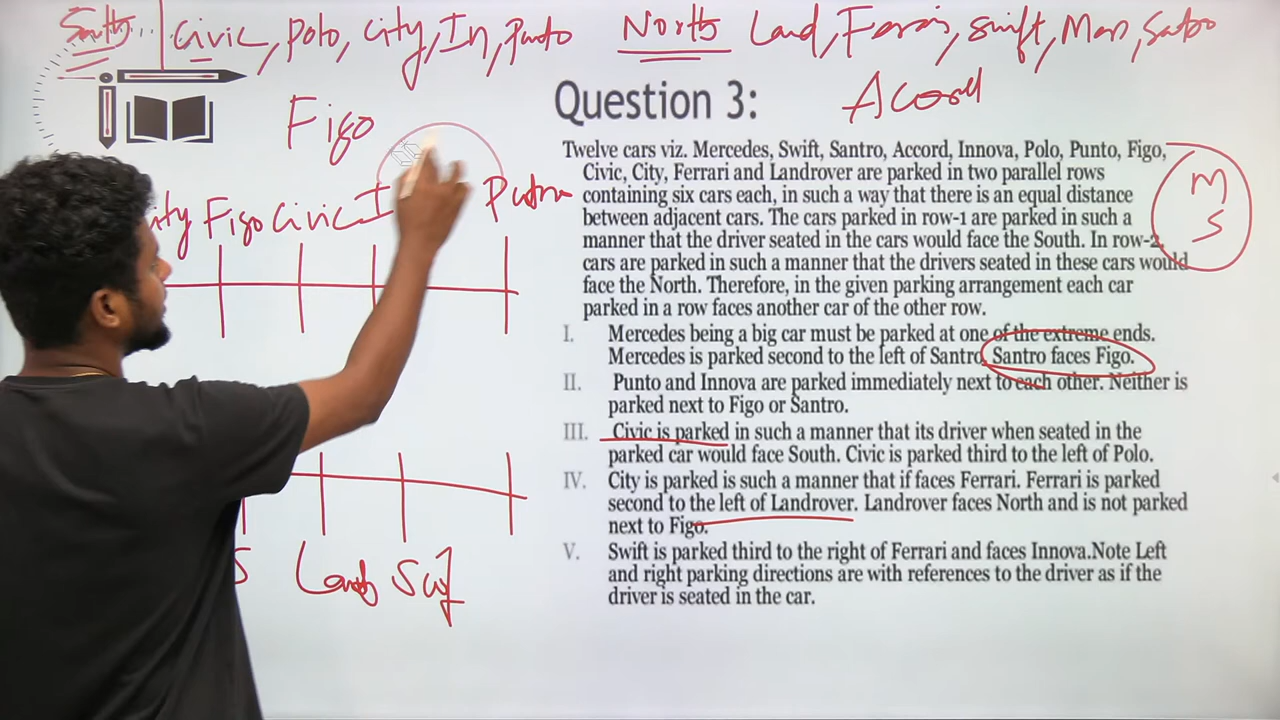 South Civic, Polo, City, In, Punto North Land, Ferrari, Swift, Mer, Santro
Figo
Accord
Question 3:
Twelve cars viz. Mercedes, Swift, Santro, Accord, Innova, Polo, Punto, Figo,
Civic, City, Ferrari and Landrover are parked in two parallel rows
containing six cars each, in such a way that there is an equal distance
between adjacent cars. The cars parked in row-1 are parked in such a
manner that the driver seated in the cars would face the South. In row-2,
cars are parked in such a manner that the drivers seated in these cars would
face the North. Therefore, in the given parking arrangement each car
parked in a row faces another car of the other row.
I. Mercedes being a big car must be parked at one of the extreme ends.
Mercedes is parked second to the left of Santro. Santro faces Figo.
II. Punto and Innova are parked immediately next to each other. Neither is
parked next to Figo or Santro.
III. Civic is parked in such a manner that its driver when seated in the
parked car would face South. Civic is parked third to the left of Polo.
IV. City is parked is such a manner that if faces Ferrari. Ferrari is parked
second to the left of Landrover. Landrover faces North and is not parked
next to Figo.
V. Swift is parked third to the right of Ferrari and faces Innova.Note Left
and right parking directions are with references to the driver as if the
driver is seated in the car.
M
S
ity Figo Civic I
S Land Swf